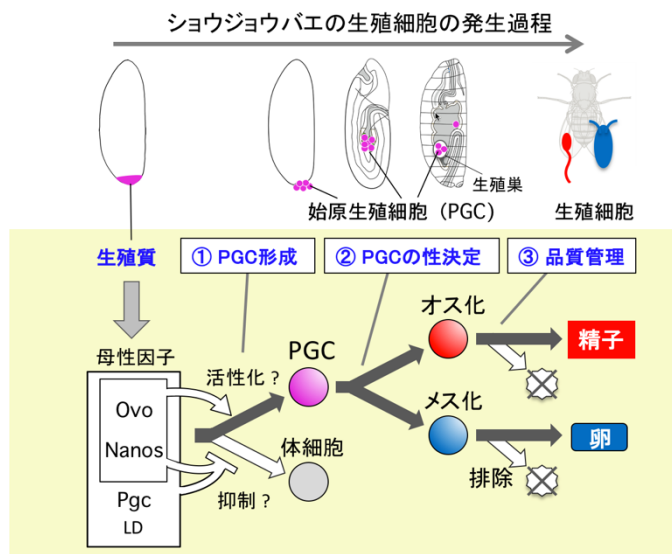 ショウジョウバエの生殖細胞の発生過程
生殖巣
始原生殖細胞（PGC）
生殖細胞
生殖質
① PGC形成
② PGCの性決定
③ 品質管理
母性因子
Ovo
Nanos
Pgc
LD
活性化？
抑制？
PGC
体細胞
オス化
メス化
精子
卵
排除